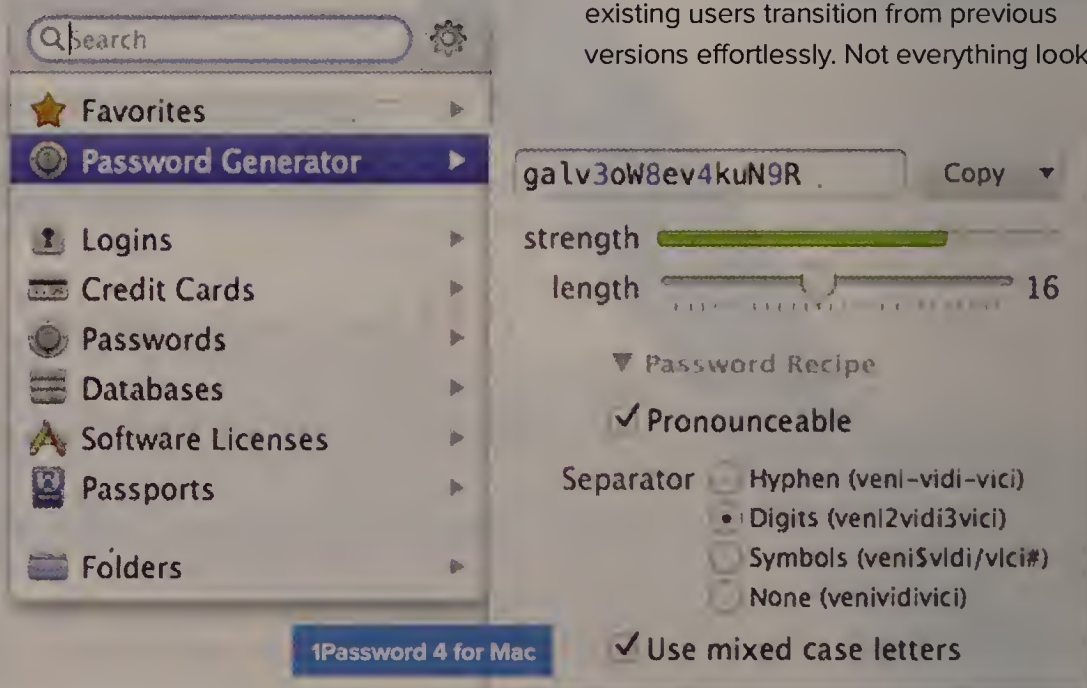 existing users transition from previous
versions effortlessly. Not everything look
Search
Favorites
Password Generator
Logins
Credit Cards
Passwords
Databases
Software Licenses
Passports
Folders
galv3oW8ev4kuN9R
Copy
strength
length 16
Password Recipe
Pronounceable
Separator
Hyphen (veni-vidi-vici)
Digits (veni2vidi3vici)
Symbols (veni$vidi/vici#)
None (venividivici)
Use mixed case letters
1Password 4 for Mac